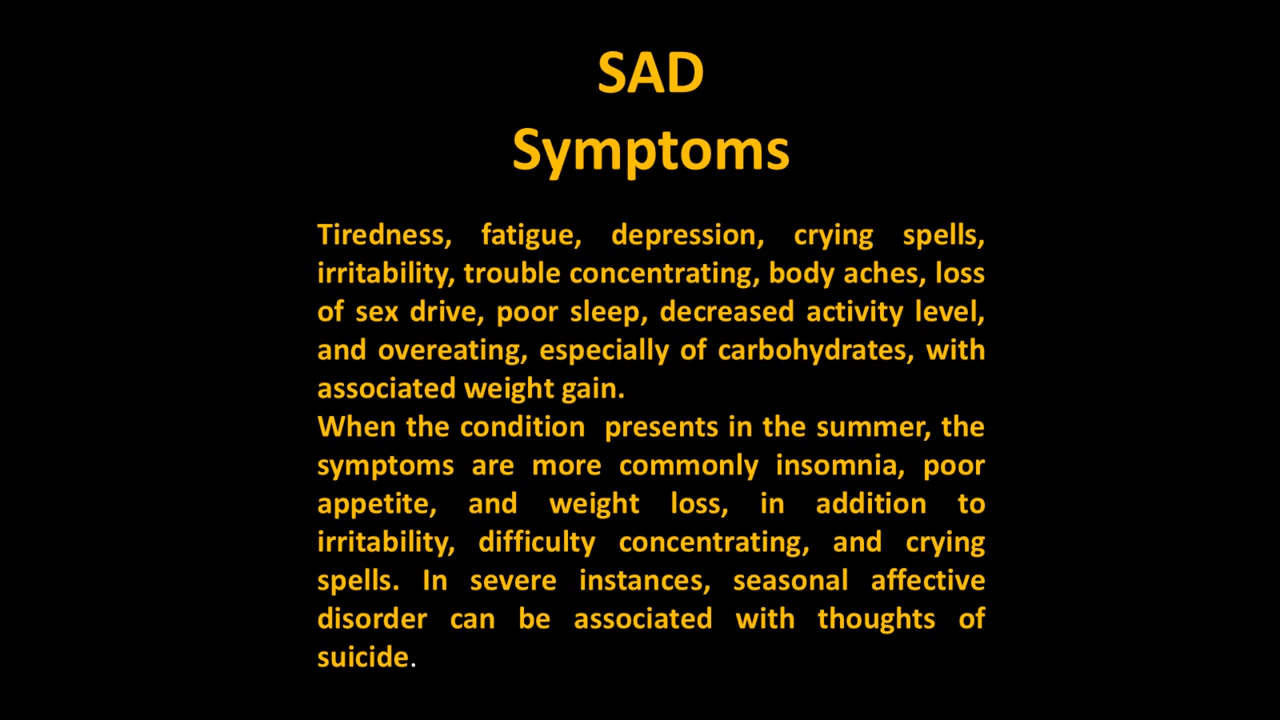 SAD
Symptoms
Tiredness, fatigue, depression, crying spells,
irritability, trouble concentrating, body aches, loss
of sex drive, poor sleep, decreased activity level,
and overeating, especially of carbohydrates, with
associated weight gain.
When the condition  presents in the summer, the
symptoms are more commonly insomnia, poor
appetite, and weight loss, in addition to
irritability, difficulty concentrating, and crying
spells. In severe instances, seasonal affective
disorder can be associated with thoughts of
suicide.